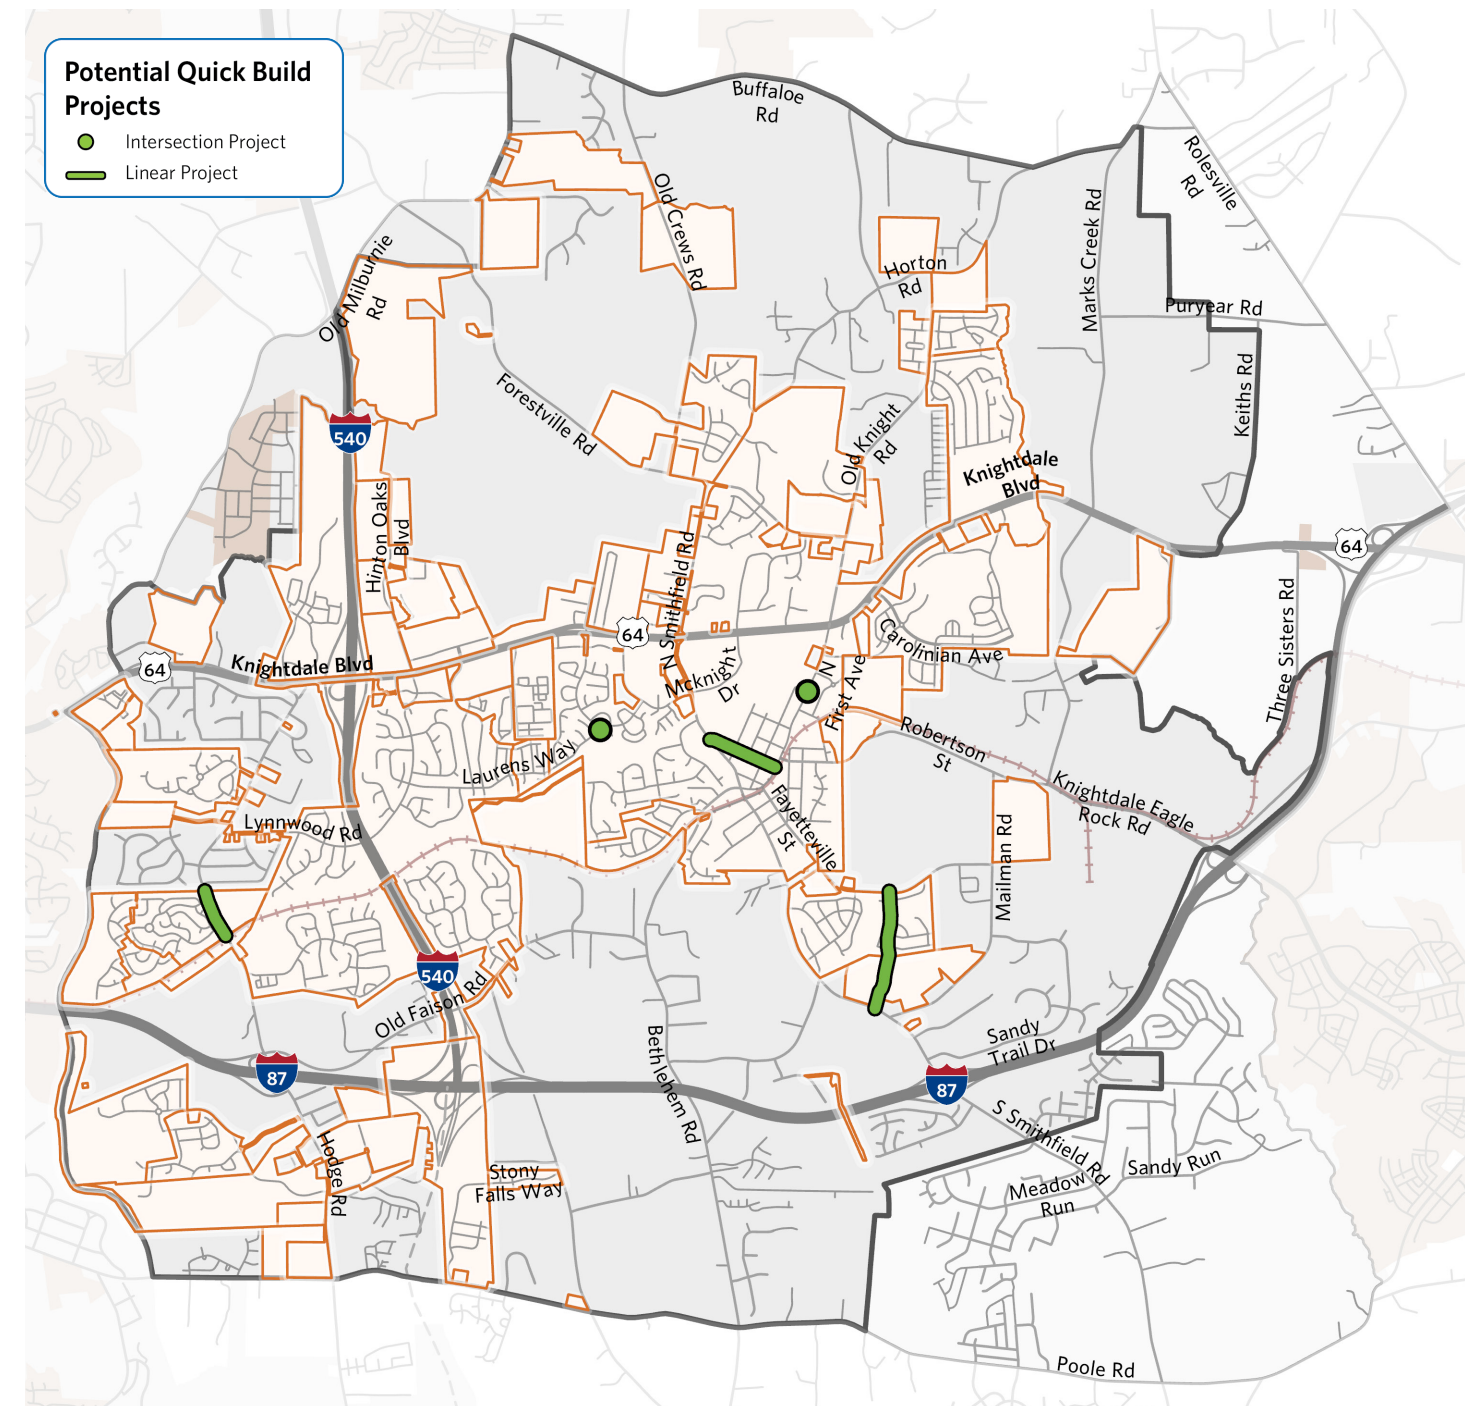 Potential Quick Build
Projects
Intersection Project
Linear Project
Buffaloe
Rd
Rolesville
Rd
Old Crews Rd
Marks Creek Rd
Old Milburnie
Rd
Horton
Rd
Puryear Rd
Keiths Rd
Forestville Rd
Old Knight
Rd
540
Knightdale
Blvd
Hinton Oaks
Blvd
64
N Smithfield Rd
64
Three Sisters Rd
Carolinian Ave
64
Knightdale Blvd
Mcknight
Dr
N
First Ave
Laurens Way
Robertson
St
Knightdale Eagle
Rock Rd
Lynnwood Rd
Fayetteville
St
Mailman Rd
540
Old Faison Rd
Bethlehem Rd
Sandy
Trail Dr
87
87
S Smithfield Rd
Hodge Rd
Stony
Falls Way
Sandy Run
Meadow
Run
Poole Rd